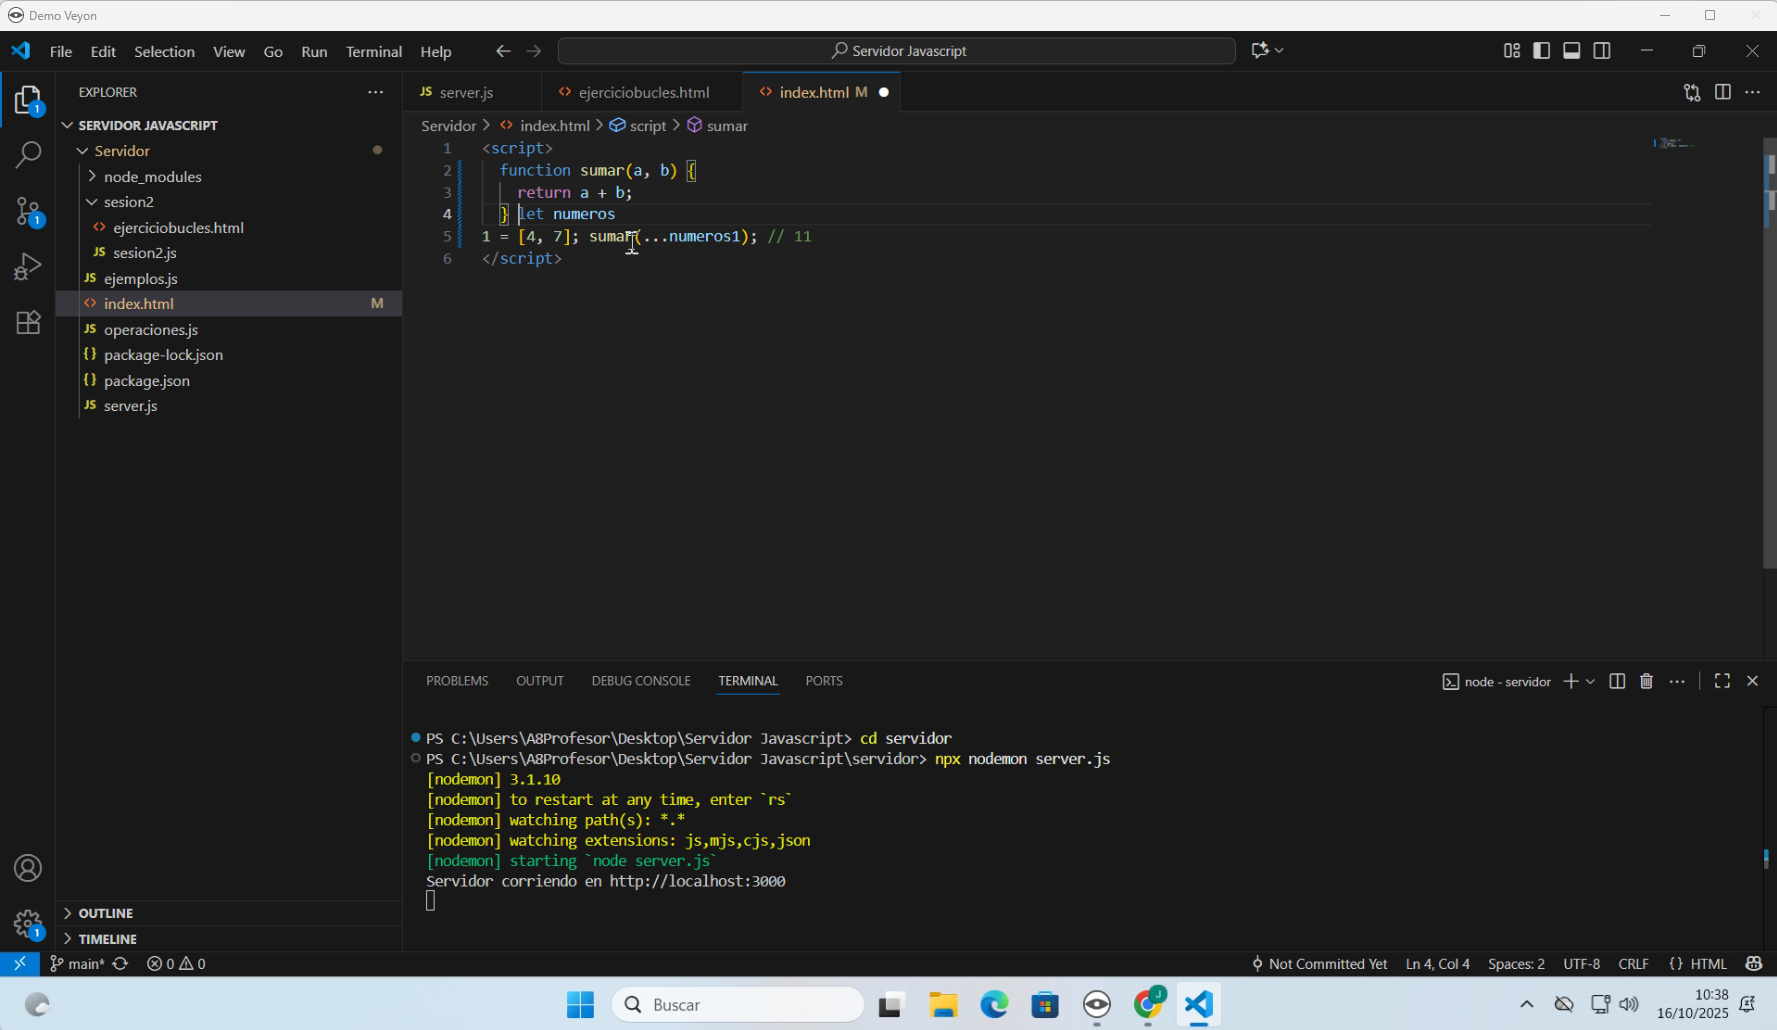 Demo Veyon
File Edit Selection View Go Run Terminal Help
Servidor Javascript
EXPLORER
server.js
ejerciciobucles.html
index.html M
SERVIDOR JAVASCRIPT
Servidor
node_modules
sesion2
ejerciciobucles.html
JS sesion2.js
JS ejemplos.js
index.html M
JS operaciones.js
{} package-lock.json
{} package.json
JS server.js
OUTLINE
TIMELINE
Servidor > index.html > script > sumar
1 <script>
2 function sumar(a, b) {
3 return a + b;
4 } let numeros
5 1 = [4, 7]; sumar(...numeros1); // 11
6 </script>
PROBLEMS OUTPUT DEBUG CONSOLE TERMINAL PORTS
node - servidor
PS C:\Users\A8Profesor\Desktop\Servidor Javascript> cd servidor
PS C:\Users\A8Profesor\Desktop\Servidor Javascript\servidor> npx nodemon server.js
[nodemon] 3.1.10
[nodemon] to restart at any time, enter `rs`
[nodemon] watching path(s): *.*
[nodemon] watching extensions: js,mjs,cjs,json
[nodemon] starting `node server.js`
Servidor corriendo en http://localhost:3000
main* 0 0
Not Committed Yet Ln 4, Col 4 Spaces: 2 UTF-8 CRLF {} HTML
Buscar
J
10:38
16/10/2025